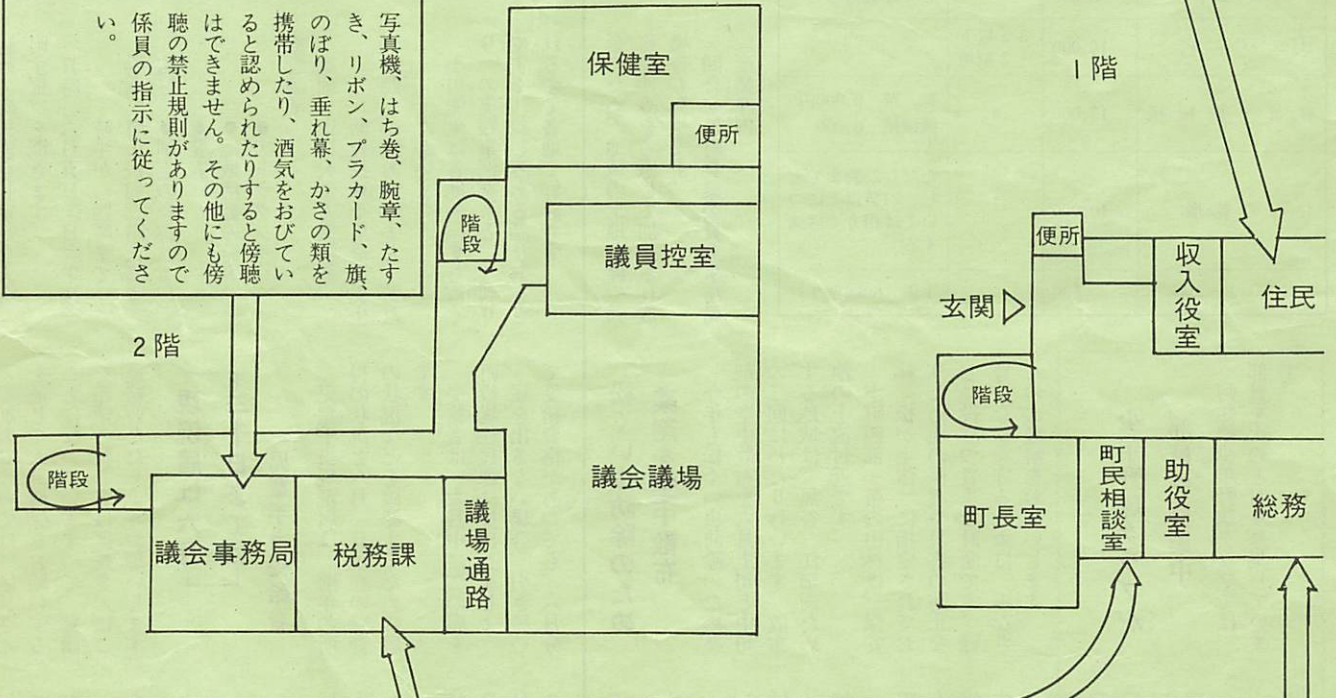 写真機、はち巻、腕章、たす
き、リボン、プラカード、旗、
のぼり、垂れ幕、かさの類を
携帯したり、酒気をおびてい
ると認められたりすると傍聴
はできません。その他にも傍
聴の禁止規則がありますので
係員の指示に従ってくださ
い。
2階
保健室
便所
階段
議員控室
議会議場
階段
議会事務局
税務課
議場通路
1階
便所
収入役室
住民
玄関
階段
町長室
町民相談室
助役室
総務